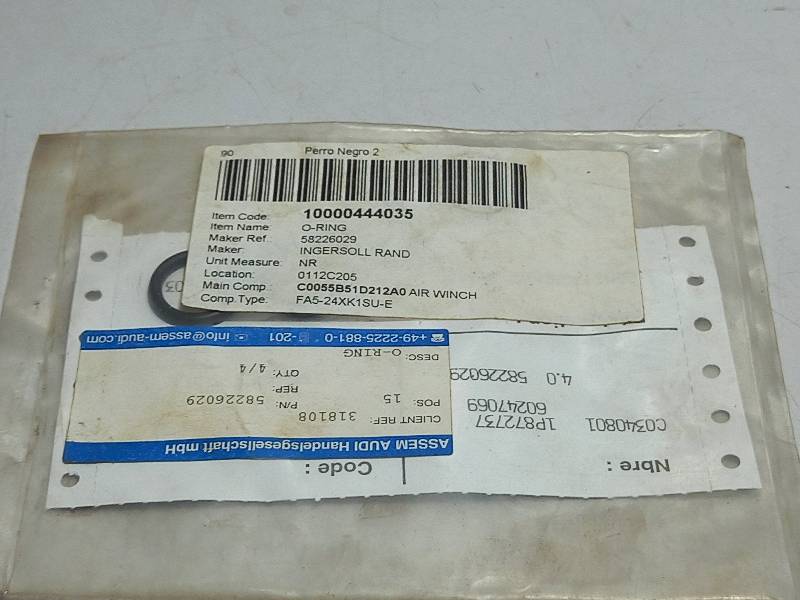 90 Perro Negro 2
Item Code: 10000444035
Item Name: O-RING
Maker Ref.: 58226029
Maker: INGERSOLL RAND
Unit Measure: NR
Location: 0112C205
Main Comp.: C0055B51D212A0 AIR WINCH
Comp.Type: FA5-24XK1SU-E
ASSEM AUDI Handelsgesellschaft mbH
CLIENT REF: 318108
POS: 15 P/N: 58226029
REP:
QTY: 4/4
DESC: O-RING
☎ +49-2225-881-0 -201 info@assem-audi.com
Nbre : Code :
C0340801 1P872737
60247069
4.0 58226029